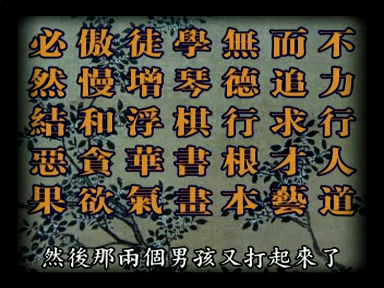 不力行人道
而追求才藝
無德行根本
學琴棋書畫
徒增浮華氣
傲慢和貪欲
必然結惡果
然後那兩個男孩又打起來了